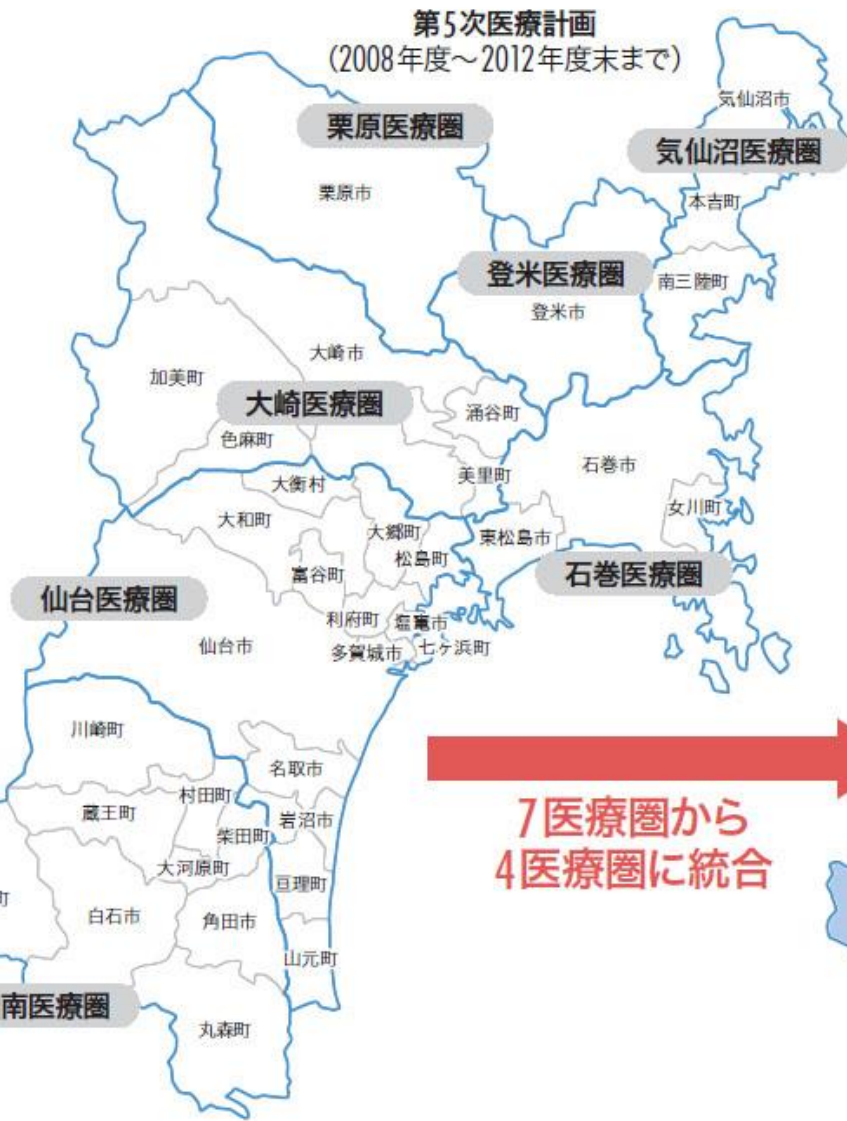 第5次医療計画
（2008年度～2012年度末まで）
気仙沼市
栗原医療圏
気仙沼医療圏
栗原市
本吉町
登米医療圏
南三陸町
登米市
大崎市
加美町
大崎医療圏
涌谷町
色麻町
石巻市
美里町
大衡村
女川町
大和町
大郷町
東松島市
松島町
富谷町
石巻医療圏
仙台医療圏
利府町
塩竈市
仙台市
多賀城市
七ヶ浜町
川崎町
名取市
村田町
蔵王町
岩沼市
柴田町
7医療圏から
4医療圏に統合
大河原町
亘理町
町
白石市
角田市
山元町
南医療圏
丸森町